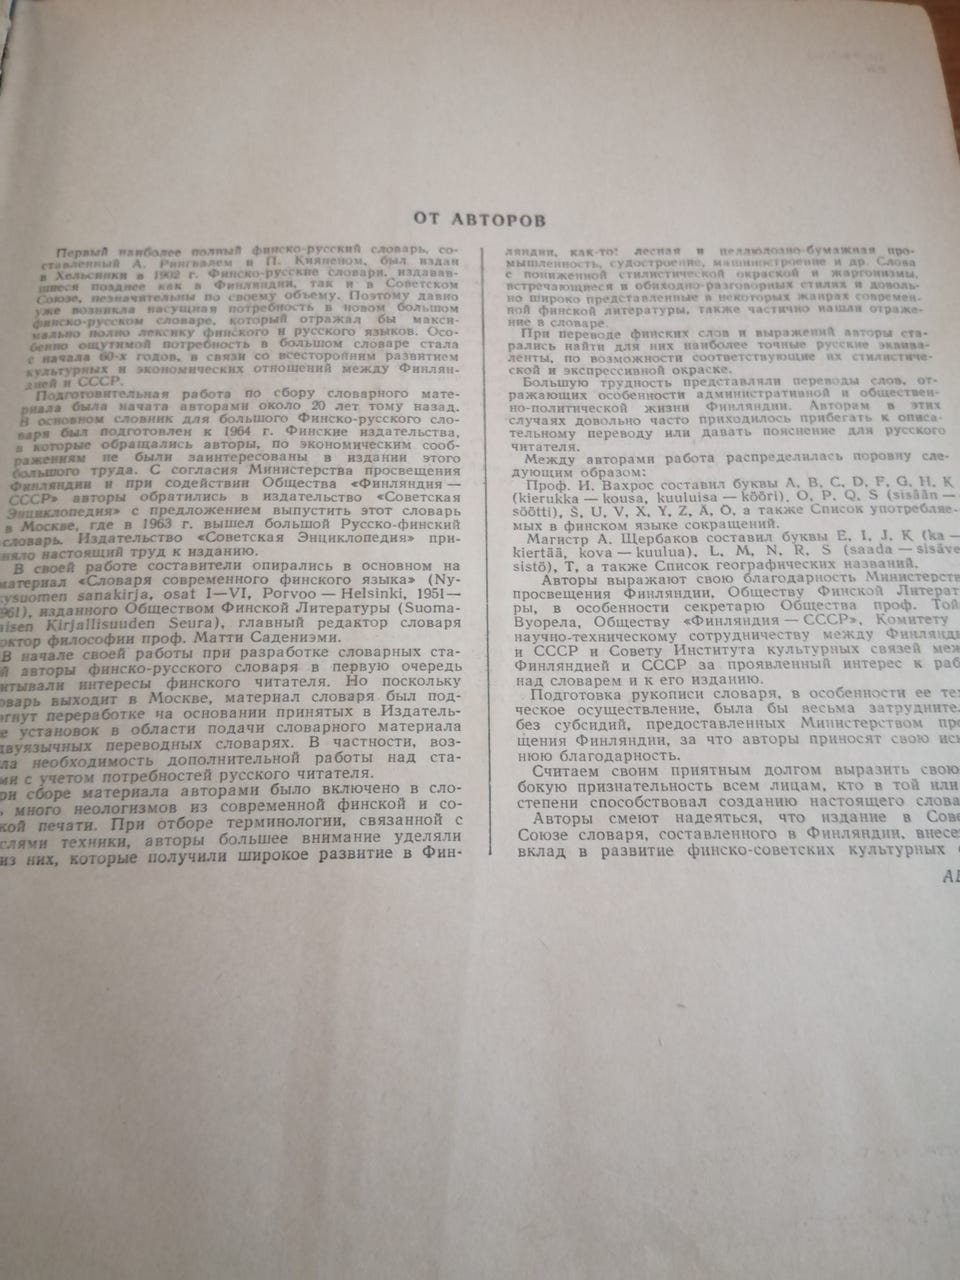 ОТ АВТОРОВ
Первый наиболее полный финско-русский словарь, со-
ставленный А. Рингвалем и П. Кияненом, был издан
в Хельсинки в 1902 г. Финско-русские словари, издавав-
шиеся позднее как в Финляндии, так и в Советском
Союзе, незначительны по своему объему. Поэтому давно
уже возникла насущная потребность в новом большом
финско-русском словаре, который отражал бы макси-
мально полно лексику финского и русского языков. Осо-
бенно ощутимой потребность в большом словаре стала
с начала 60-х годов, в связи со всесторонним развитием
культурных и экономических отношений между Финлян-
дией и СССР.
Подготовительная работа по сбору словарного мате-
риала была начата авторами около 20 лет тому назад.
В основном словник для большого Финско-русского сло-
варя был подготовлен к 1964 г. Финские издательства,
в которые обращались авторы, по экономическим сооб-
ражениям не были заинтересованы в издании этого
большого труда. С согласия Министерства просвещения
Финляндии и при содействии Общества «Финляндия —
СССР» авторы обратились в издательство «Советская
Энциклопедия» с предложением выпустить этот словарь
в Москве, где в 1963 г. вышел большой Русско-финский
словарь. Издательство «Советская Энциклопедия» при-
няло настоящий труд к изданию.
В своей работе составители опирались в основном на
материал «Словаря современного финского языка» (Ny-
kysuomen sanakirja, osat I—VI, Porvoo — Helsinki, 1951—
1961), изданного Обществом Финской Литературы (Suoma-
laisen Kirjallisuuden Seura), главный редактор словаря
доктор философии проф. Матти Садениэми.
В начале своей работы при разработке словарных ста-
й авторы финско-русского словаря в первую очередь
итывали интересы финского читателя. Но поскольку
оварь выходит в Москве, материал словаря был под-
ргнут переработке на основании принятых в Издатель-
е установок в области подачи словарного материала
двуязычных переводных словарях. В частности, воз-
ла необходимость дополнительной работы над ста-
ми с учетом потребностей русского читателя.
ри сборе материала авторами было включено в сло-
ь много неологизмов из современной финской и со-
кой печати. При отборе терминологии, связанной с
слями техники, авторы большее внимание уделяли
из них, которые получили широкое развитие в Фин-
ляндии, как-то: лесная и целлюлозно-бумажная про-
мышленность, судостроение, машиностроение и др. Слова
с пониженной стилистической окраской и жаргонизмы,
встречающиеся в обиходно-разговорных стилях и доволь-
но широко представленные в некоторых жанрах современ-
ной финской литературы, также частично нашли отраже-
ние в словаре.
При переводе финских слов и выражений авторы ста-
рались найти для них наиболее точные русские эквива-
ленты, по возможности соответствующие их стилистиче-
ской и экспрессивной окраске.
Большую трудность представляли переводы слов, от-
ражающих особенности административной и обществен-
но-политической жизни Финляндии. Авторам в этих
случаях довольно часто приходилось прибегать к описа-
тельному переводу или давать пояснение для русского
читателя.
Между авторами работа распределилась поровну сле-
дующим образом:
Проф. И. Вахрос составил буквы A, B, C, D, F, G, H, K
(kierukka — kousa, kuuluisa — kööri), O, P, Q, S (sisään —
söötti), Š, U, V, X, Y, Z, Ä, Ö, а также Список употребляе-
мых в финском языке сокращений.
Магистр А. Щербаков составил буквы E, I, J, K (ka —
kiertää, kova — kuulua), L, M, N, R, S (saada — sisäve
sistö), T, а также Список географических названий.
Авторы выражают свою благодарность Министерств
просвещения Финляндии, Обществу Финской Литерат
ры, в особенности секретарю Общества проф. Той
Вуорела, Обществу «Финляндия — СССР», Комитету
научно-техническому сотрудничеству между Финлянд
и СССР и Совету Института культурных связей меж
Финляндией и СССР за проявленный интерес к раб
над словарем и к его изданию.
Подготовка рукописи словаря, в особенности ее те
ческое осуществление, была бы весьма затрудните
без субсидий, предоставленных Министерством про
щения Финляндии, за что авторы приносят свою ис
нюю благодарность.
Считаем своим приятным долгом выразить свою
бокую признательность всем лицам, кто в той или
степени способствовал созданию настоящего слова
Авторы смеют надеяться, что издание в Сове
Союзе словаря, составленного в Финляндии, внесе
вклад в развитие финско-советских культурных
АВ